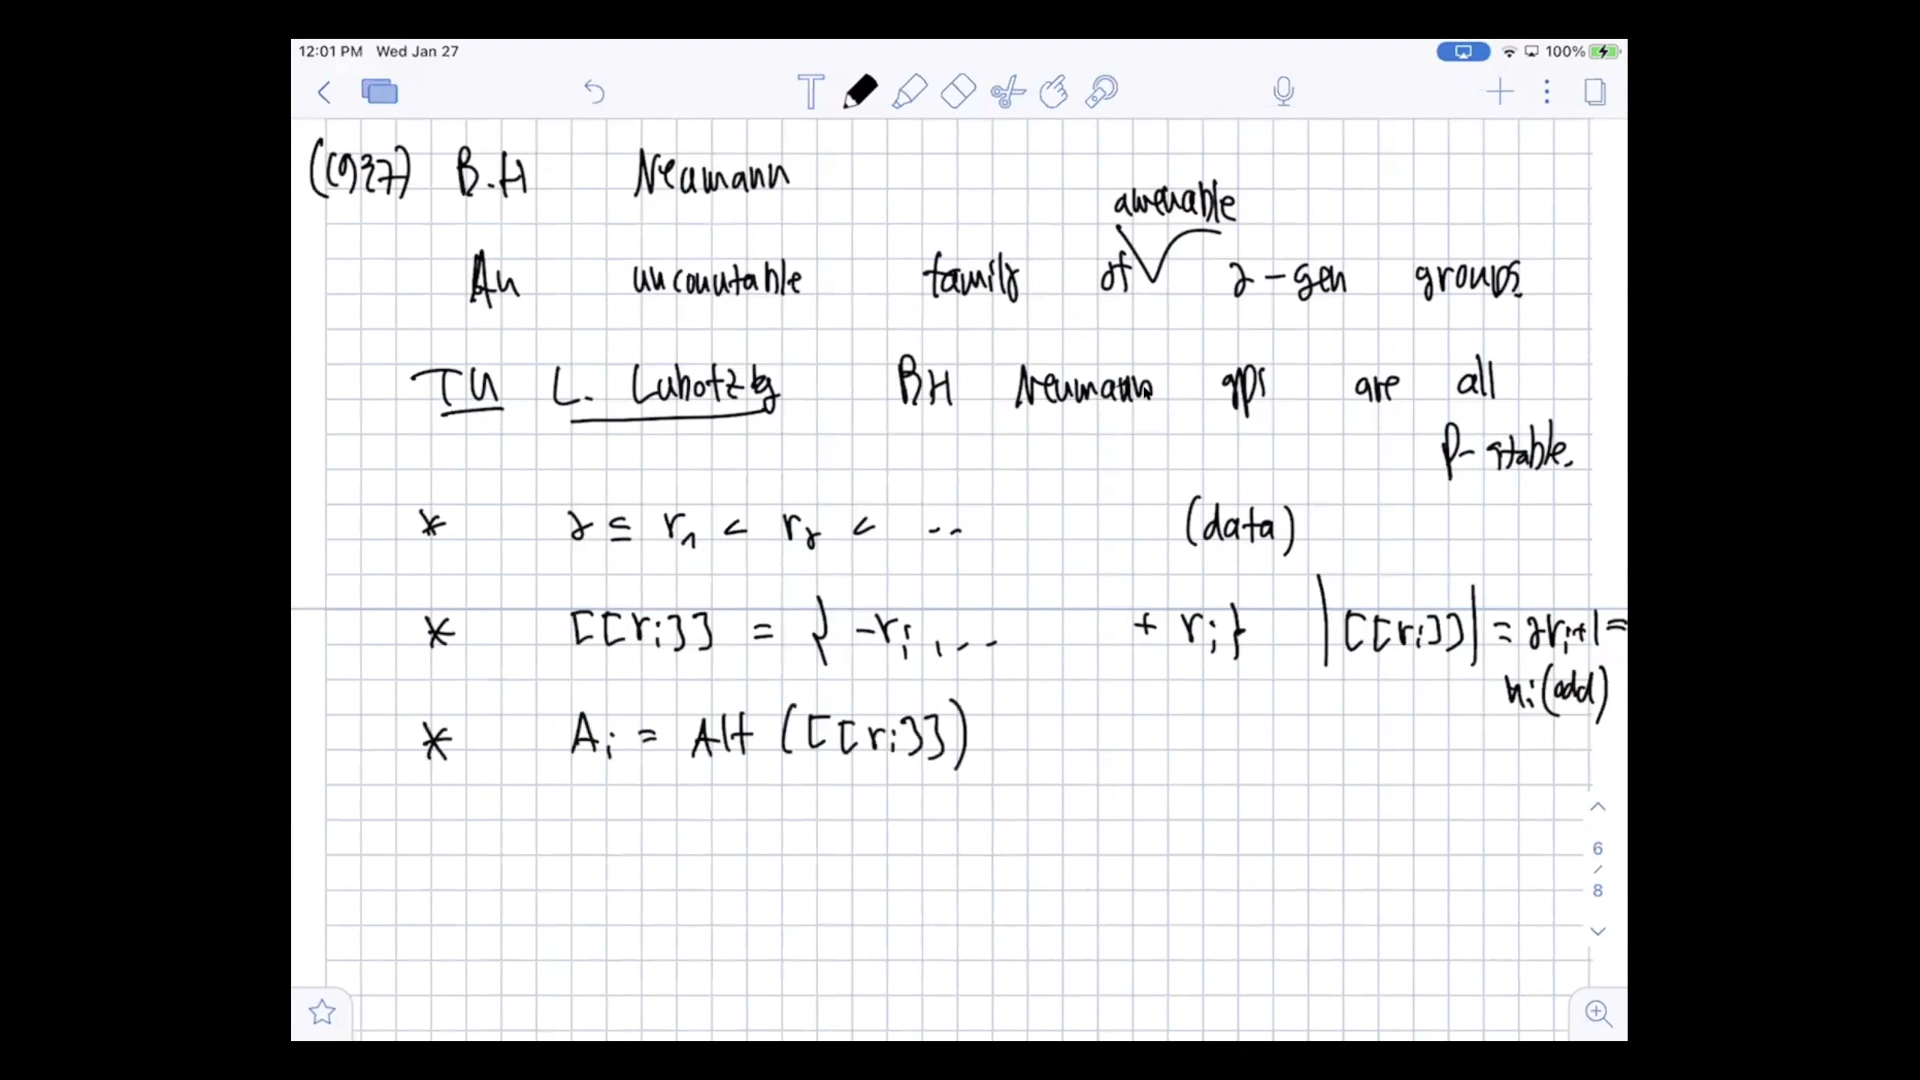 12:01 PM Wed Jan 27 100%
(1937) B.H Neumann
amenable
An uncountable family of 2-gen groups.
TH L. Lubotzky BH Neumann gps are all
P-stable.
* 2 ≤ r₁ < r₂ < .. (data)
* [[rᵢ]] = { -rᵢ, ... + rᵢ} |[[rᵢ]]| = 2rᵢ+1 =
nᵢ (odd)
* Aᵢ = Alt ([[rᵢ]])
6
/
8